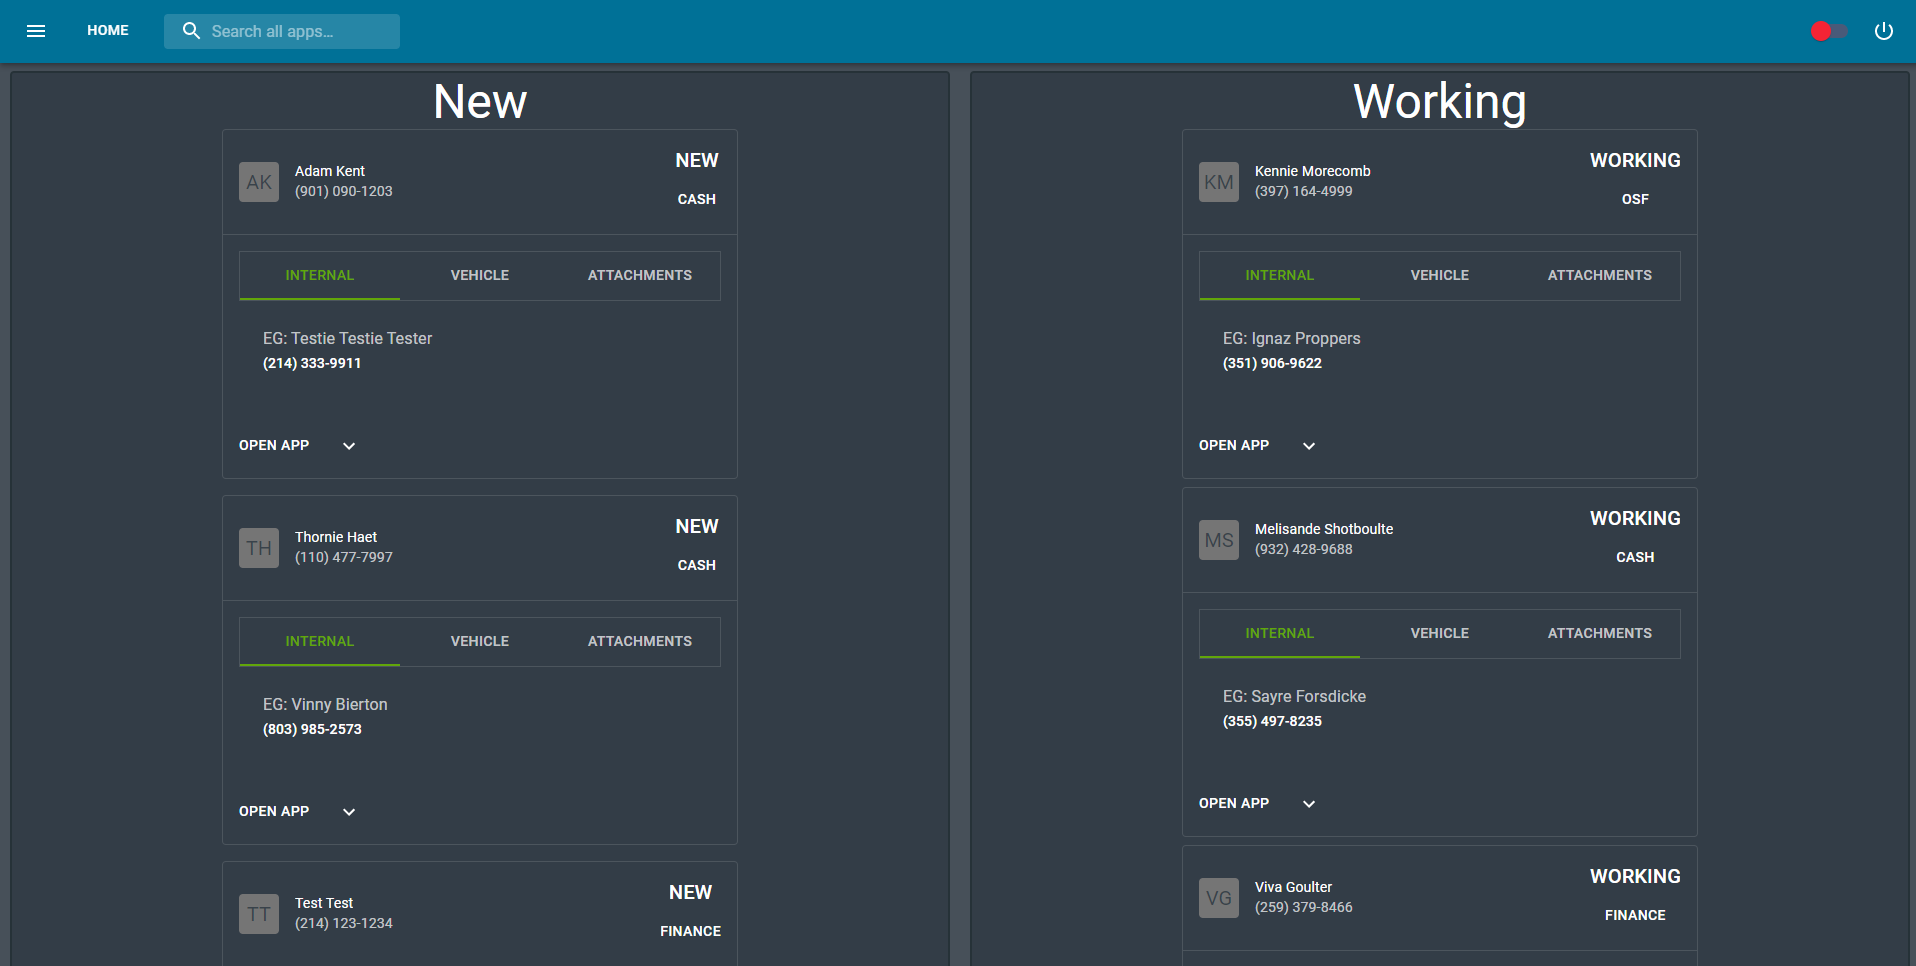 HOME
Search all apps...
New
AK
Adam Kent
(901) 090-1203
NEW
CASH
INTERNAL VEHICLE ATTACHMENTS
EG: Testie Testie Tester
(214) 333-9911
OPEN APP
TH
Thornie Haet
(110) 477-7997
NEW
CASH
INTERNAL VEHICLE ATTACHMENTS
EG: Vinny Bierton
(803) 985-2573
OPEN APP
TT
Test Test
(214) 123-1234
NEW
FINANCE
Working
KM
Kennie Morecomb
(397) 164-4999
WORKING
OSF
INTERNAL VEHICLE ATTACHMENTS
EG: Ignaz Proppers
(351) 906-9622
OPEN APP
MS
Melisande Shotboulte
(932) 428-9688
WORKING
CASH
INTERNAL VEHICLE ATTACHMENTS
EG: Sayre Forsdicke
(355) 497-8235
OPEN APP
VG
Viva Goulter
(259) 379-8466
WORKING
FINANCE